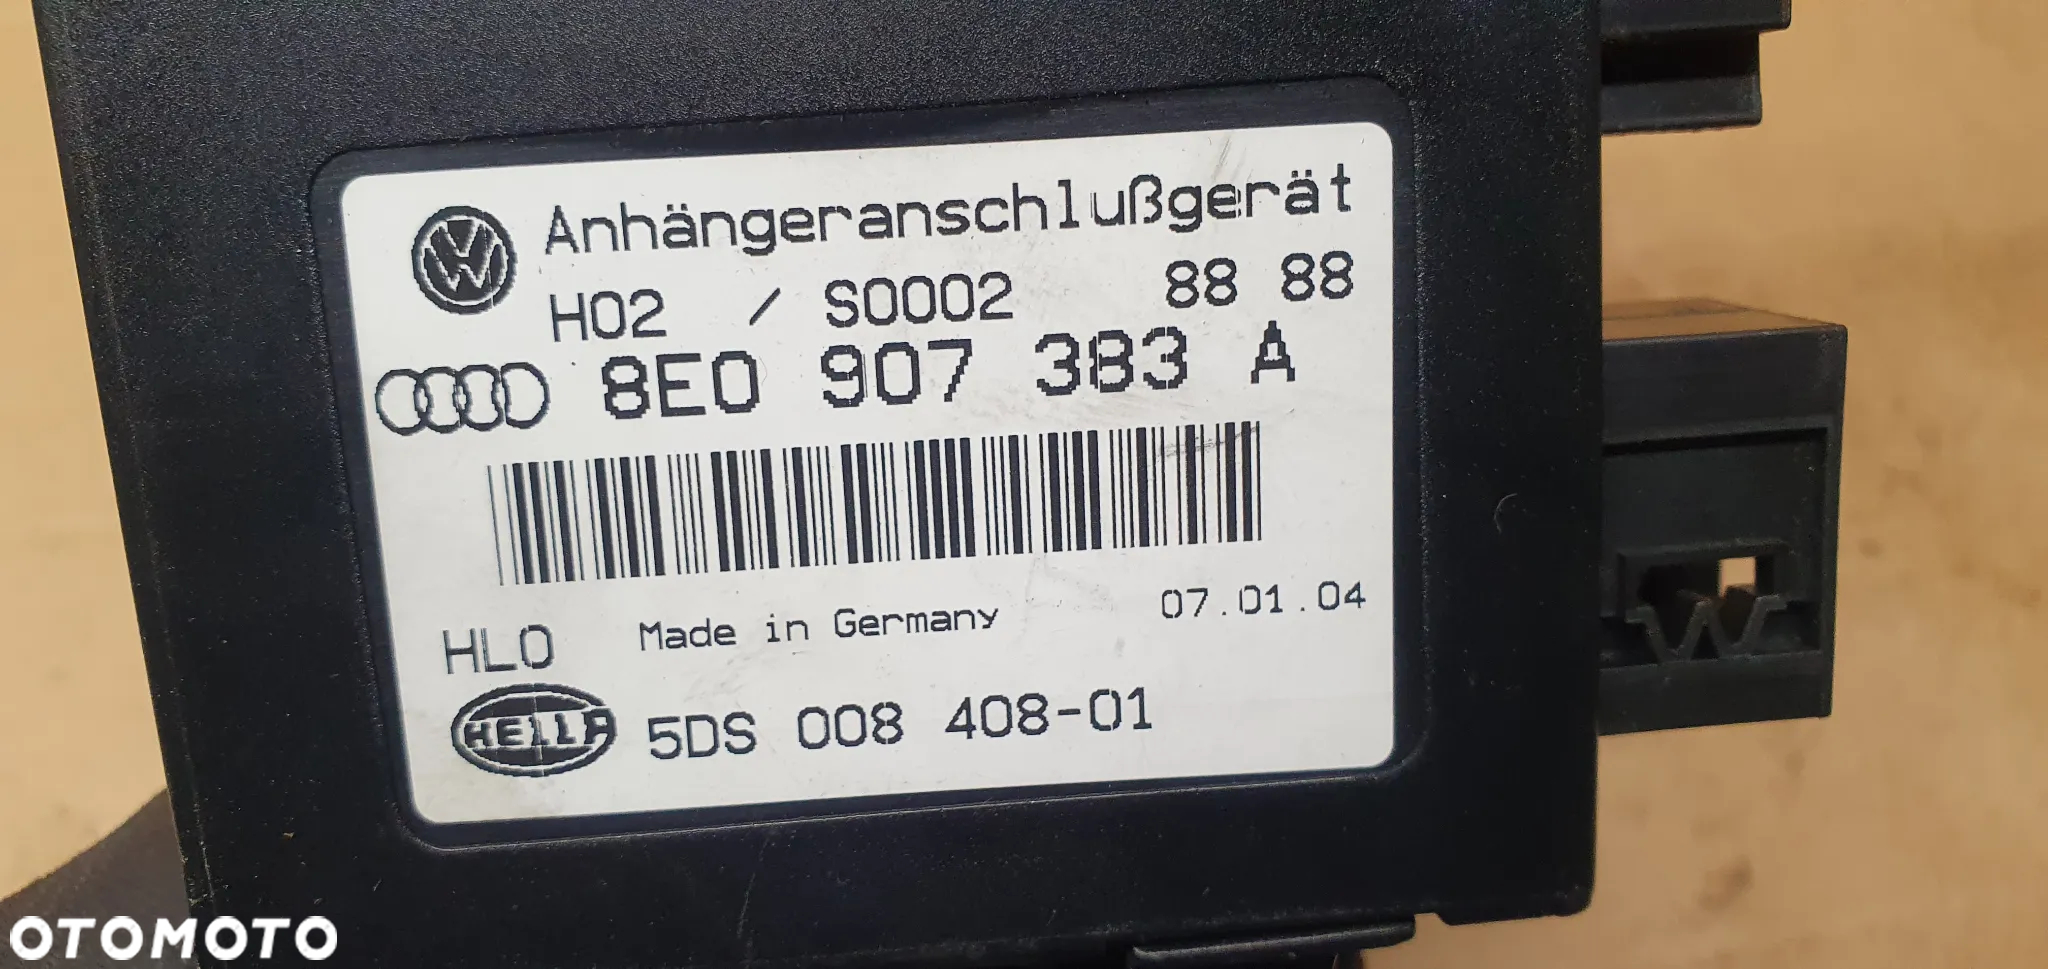 Anhängeranschlußgerät
H02 / S0002 88 88
8E0 907 383 A
HLO Made in Germany 07.01.04
HELLA 5DS 008 408-01
OTOMOTO